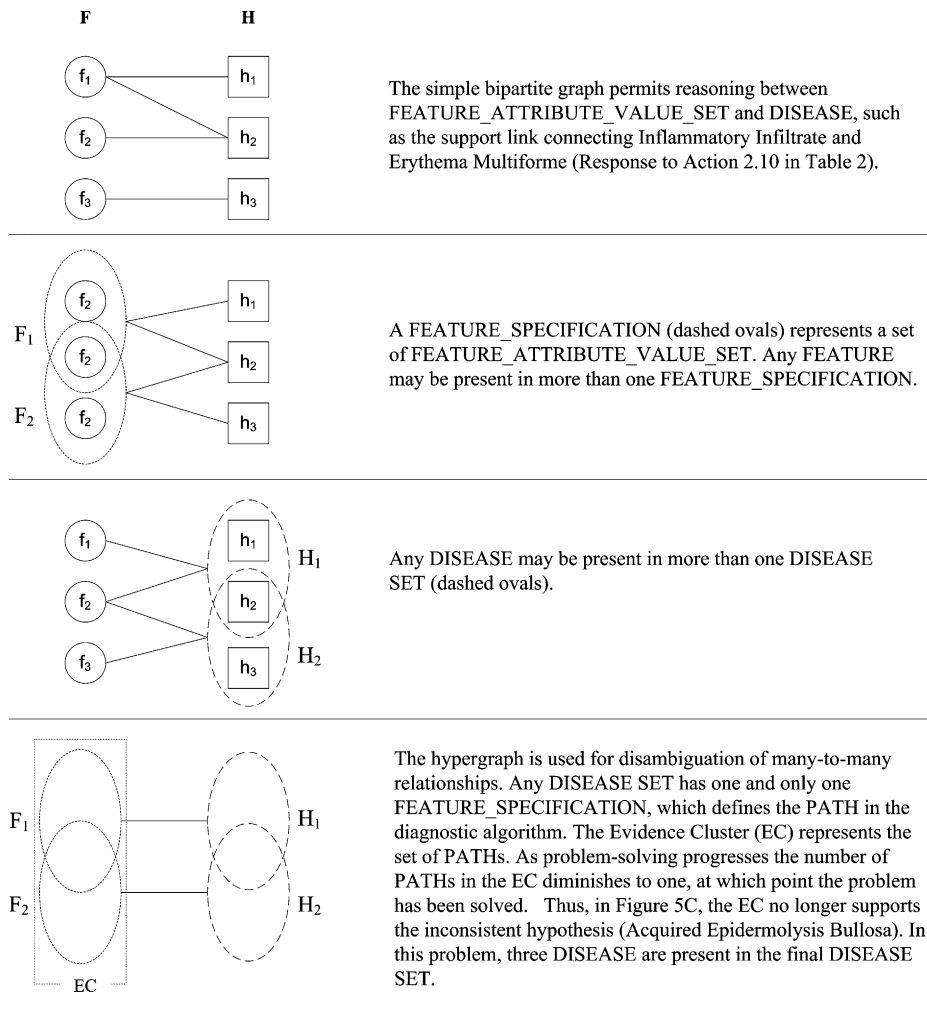 F H
f1 h1
f2 h2
f3 h3
The simple bipartite graph permits reasoning between
FEATURE_ATTRIBUTE_VALUE_SET and DISEASE, such
as the support link connecting Inflammatory Infiltrate and
Erythema Multiforme (Response to Action 2.10 in Table 2).
F1
F2
f2 h1
f2 h2
f2 h3
A FEATURE_SPECIFICATION (dashed ovals) represents a set
of FEATURE_ATTRIBUTE_VALUE_SET. Any FEATURE
may be present in more than one FEATURE_SPECIFICATION.
f1 h1
f2 h2
f3 h3
H1
H2
Any DISEASE may be present in more than one DISEASE
SET (dashed ovals).
F1 H1
F2 H2
EC
The hypergraph is used for disambiguation of many-to-many
relationships. Any DISEASE SET has one and only one
FEATURE_SPECIFICATION, which defines the PATH in the
diagnostic algorithm. The Evidence Cluster (EC) represents the
set of PATHs. As problem-solving progresses the number of
PATHs in the EC diminishes to one, at which point the problem
has been solved. Thus, in Figure 5C, the EC no longer supports
the inconsistent hypothesis (Acquired Epidermolysis Bullosa). In
this problem, three DISEASE are present in the final DISEASE
SET.